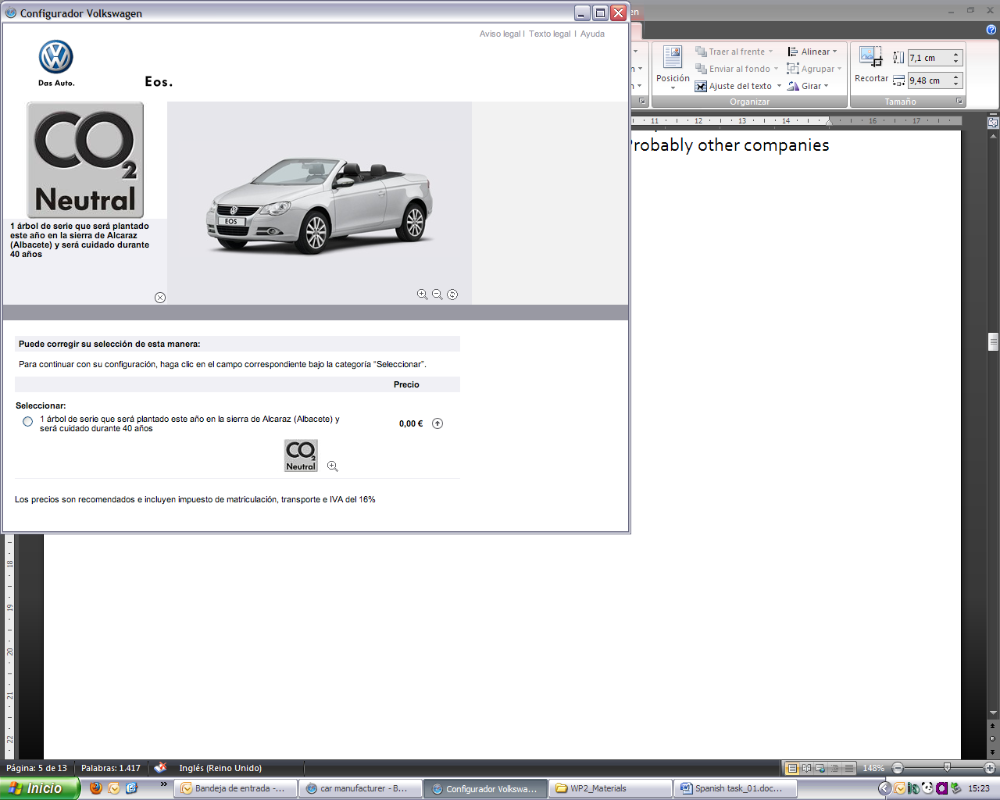 Configurador Volkswagen
Aviso legal I Texto legal I Ayuda
Das Auto.
Eos.
CO2
Neutral
1 árbol de serie que será plantado
este año en la sierra de Alcaraz
(Albacete) y será cuidado durante
40 años
EOS
Puede corregir su selección de esta manera:
Para continuar con su configuración, haga clic en el campo correspondiente bajo la categoría "Seleccionar".
Precio
Seleccionar:
1 árbol de serie que será plantado este año en la sierra de Alcaraz (Albacete) y
será cuidado durante 40 años
0,00 €
CO2
Neutral
Los precios son recomendados e incluyen impuesto de matriculación, transporte e IVA del 16%
en
Posición
Traer al frente
Enviar al fondo
Ajuste del texto
Alinear
Agrupar
Girar
Organizar
Recortar
7,1 cm
9,48 cm
Tamaño
11 12 13 14 16 17
Probably other companies
18
19
20
21
22
Página: 5 de 13
Palabras: 1.417
Inglés (Reino Unido)
148%
Inicio
Bandeja de entrada -...
car manufacturer - B...
Configurador Volkswa...
WP2_Materials
Spanish task_01.doc...
15:23